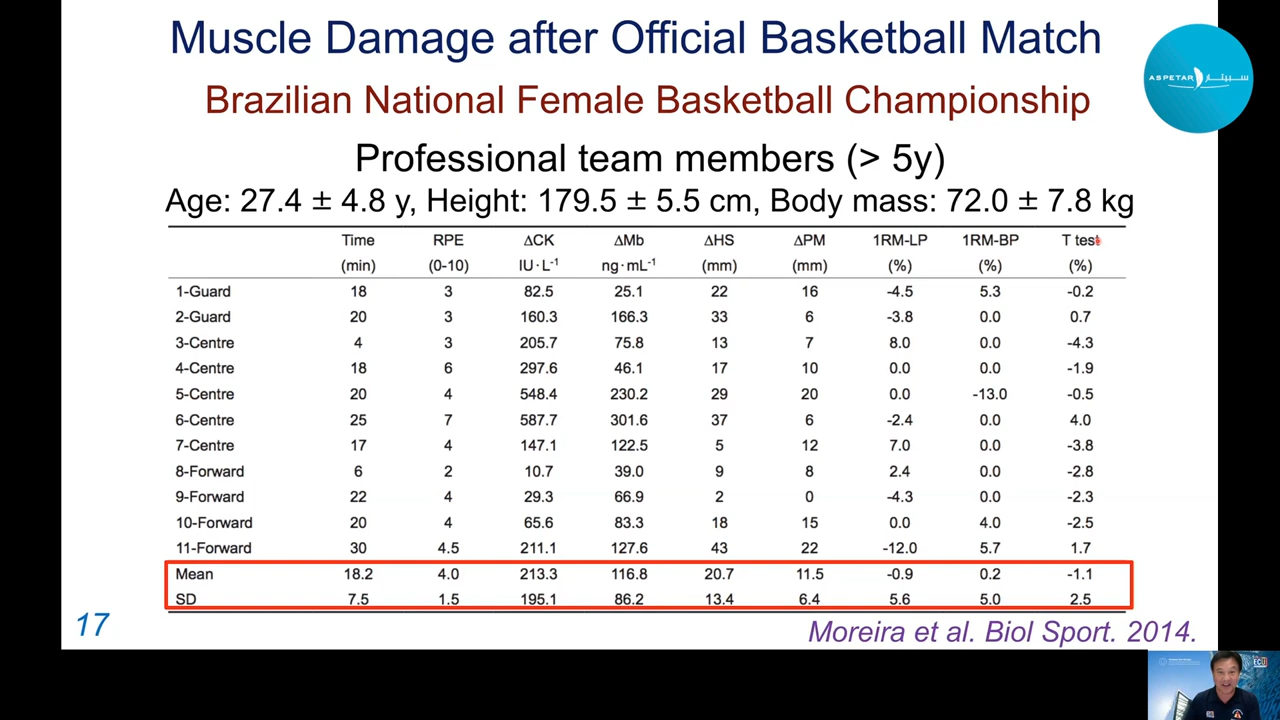 Muscle Damage after Official Basketball Match
ASPETAR سبيتار
Brazilian National Female Basketball Championship
Professional team members (> 5y)
Age: 27.4 ± 4.8 y, Height: 179.5 ± 5.5 cm, Body mass: 72.0 ± 7.8 kg
Time RPE ΔCK ΔMb ΔHS ΔPM 1RM-LP 1RM-BP T test
(min) (0-10) IU·L⁻¹ ng·mL⁻¹ (mm) (mm) (%) (%) (%)
1-Guard 18 3 82.5 25.1 22 16 -4.5 5.3 -0.2
2-Guard 20 3 160.3 166.3 33 6 -3.8 0.0 0.7
3-Centre 4 3 205.7 75.8 13 7 8.0 0.0 -4.3
4-Centre 18 6 297.6 46.1 17 10 0.0 0.0 -1.9
5-Centre 20 4 548.4 230.2 29 20 0.0 -13.0 -0.5
6-Centre 25 7 587.7 301.6 37 6 -2.4 0.0 4.0
7-Centre 17 4 147.1 122.5 5 12 7.0 0.0 -3.8
8-Forward 6 2 10.7 39.0 9 8 2.4 0.0 -2.8
9-Forward 22 4 29.3 66.9 2 0 -4.3 0.0 -2.3
10-Forward 20 4 65.6 83.3 18 15 0.0 4.0 -2.5
11-Forward 30 4.5 211.1 127.6 43 22 -12.0 5.7 1.7
Mean 18.2 4.0 213.3 116.8 20.7 11.5 -0.9 0.2 -1.1
SD 7.5 1.5 195.1 86.2 13.4 6.4 5.6 5.0 2.5
17
Moreira et al. Biol Sport. 2014.
ECU